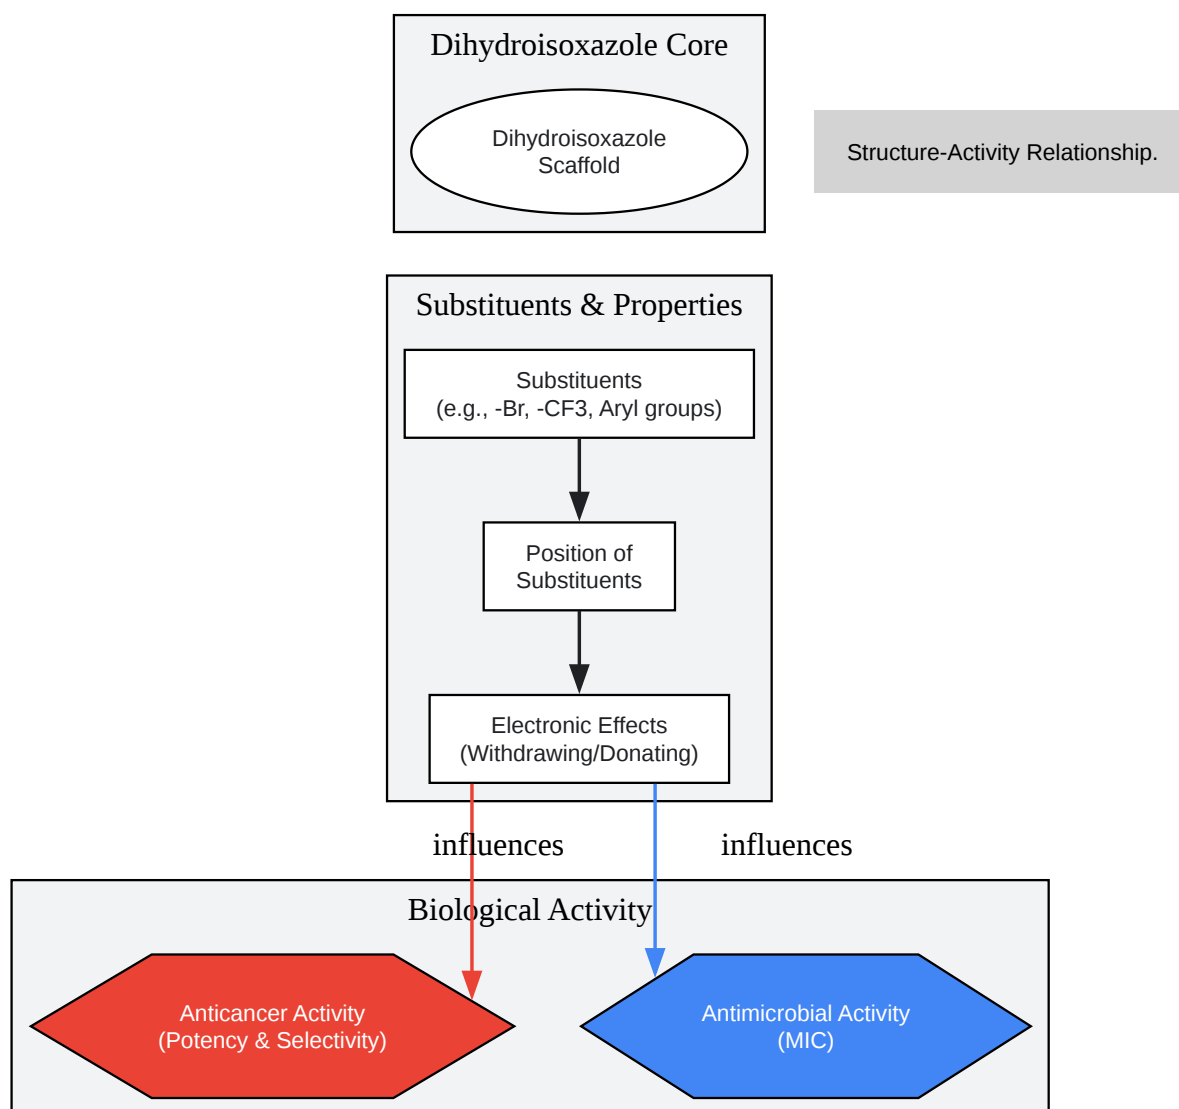 Dihydroisoxazole Core
Dihydroisoxazole
Scaffold
Structure-Activity Relationship.
Substituents & Properties
Substituents
(e.g., -Br, -CF3, Aryl groups)
Position of
Substituents
Electronic Effects
(Withdrawing/Donating)
influences
influences
Biological Activity
Anticancer Activity
(Potency & Selectivity)
Antimicrobial Activity
(MIC)